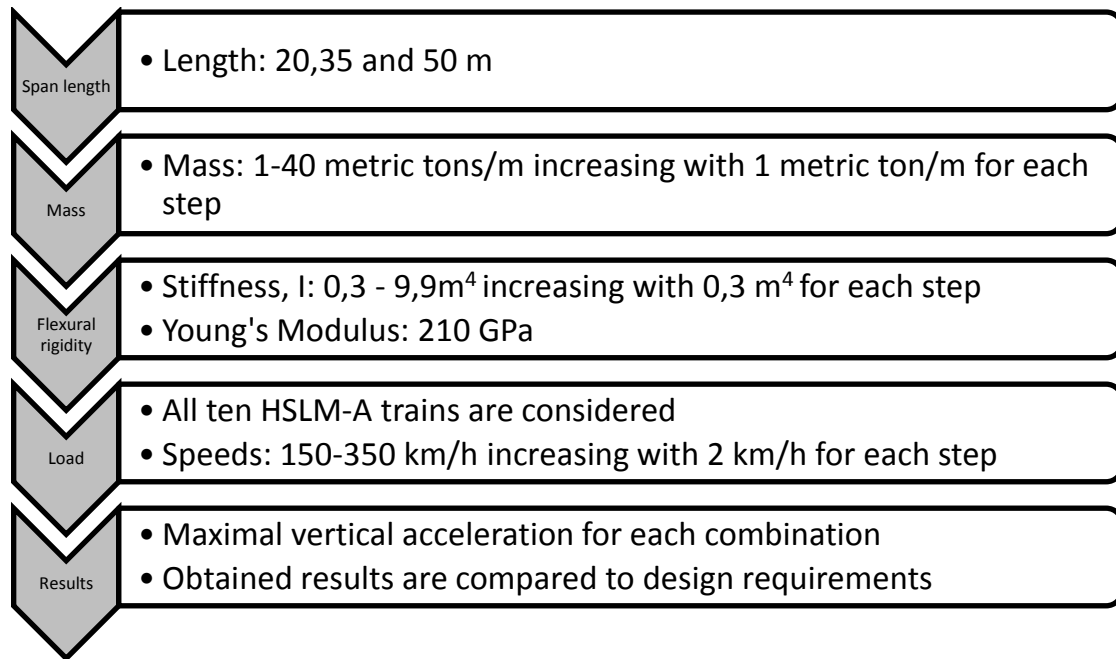 Span length
• Length: 20,35 and 50 m
Mass
• Mass: 1-40 metric tons/m increasing with 1 metric ton/m for each
step
Flexural
rigidity
• Stiffness, I: 0,3 - 9,9m⁴ increasing with 0,3 m⁴ for each step
• Young's Modulus: 210 GPa
Load
• All ten HSLM-A trains are considered
• Speeds: 150-350 km/h increasing with 2 km/h for each step
Results
• Maximal vertical acceleration for each combination
• Obtained results are compared to design requirements